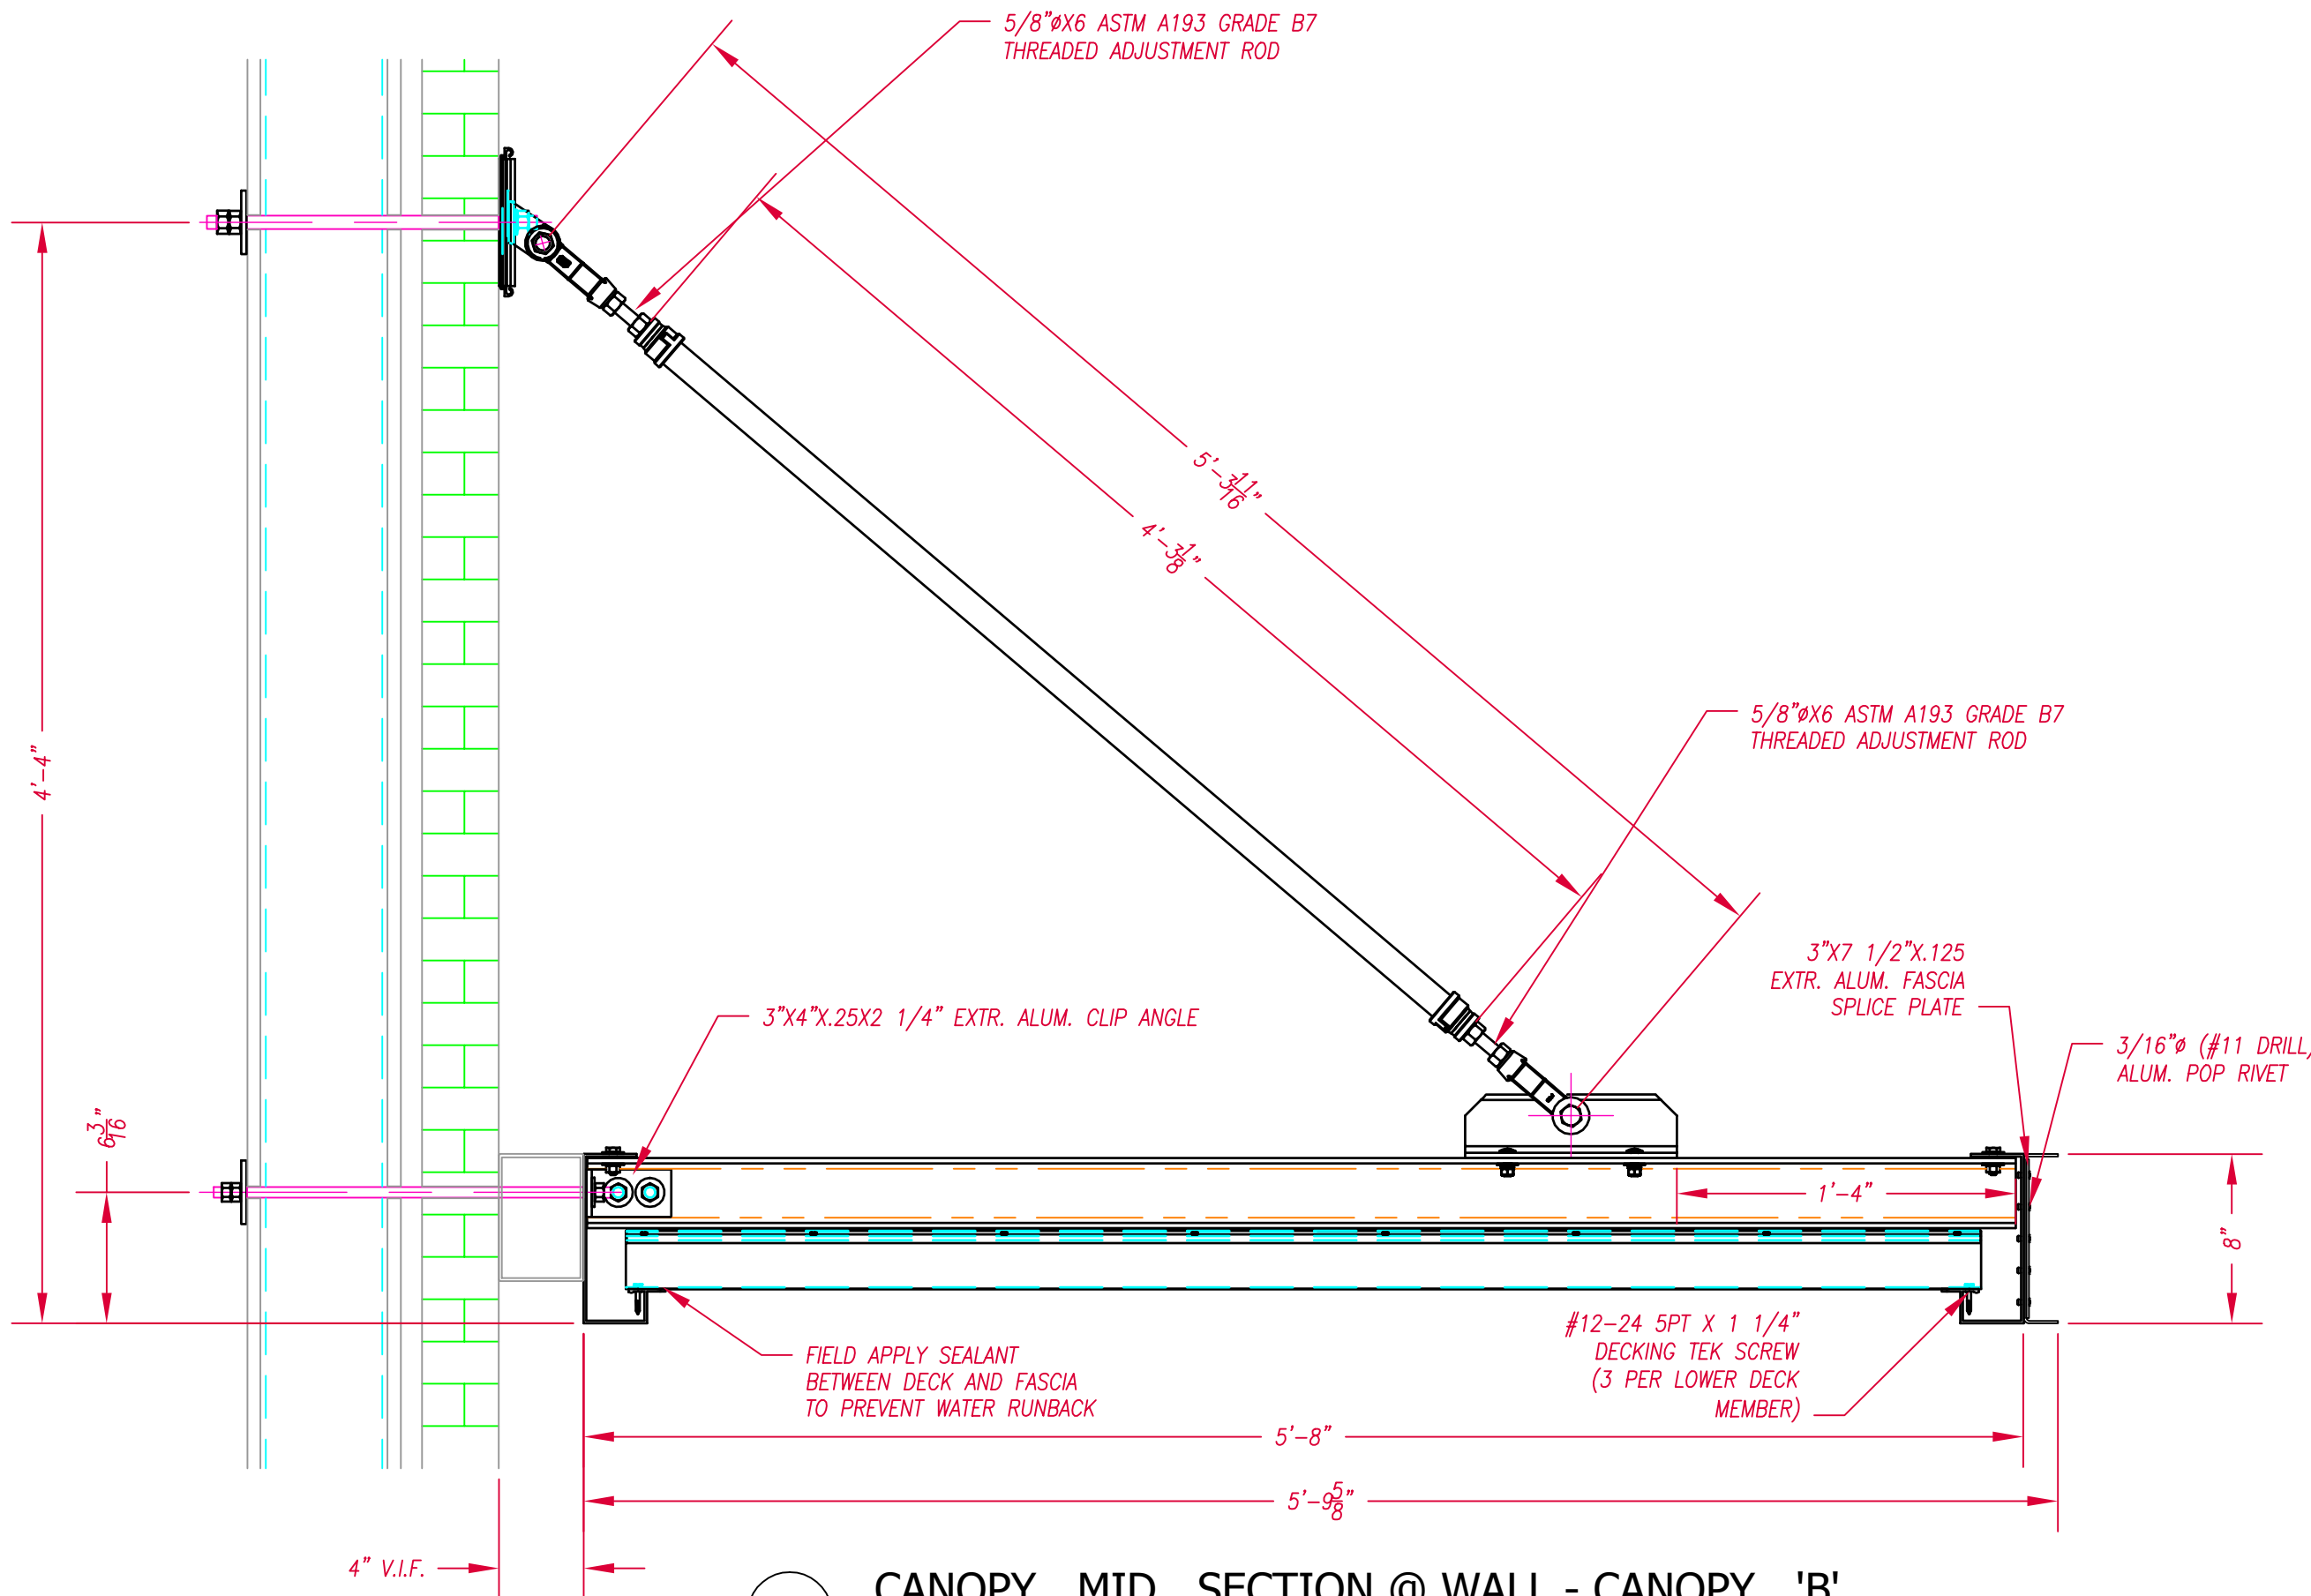 5/8"øX6 ASTM A193 GRADE B7
THREADED ADJUSTMENT ROD
5'-3 11/16"
4'-3 1/8"
5/8"øX6 ASTM A193 GRADE B7
THREADED ADJUSTMENT ROD
4'-4"
3"X7 1/2"X.125
EXTR. ALUM. FASCIA
SPLICE PLATE
3"X4"X.25X2 1/4" EXTR. ALUM. CLIP ANGLE
3/16"ø (#11 DRILL,
ALUM. POP RIVET
6 3/16"
1'-4"
8"
#12-24 5PT X 1 1/4"
DECKING TEK SCREW
(3 PER LOWER DECK
MEMBER)
FIELD APPLY SEALANT
BETWEEN DECK AND FASCIA
TO PREVENT WATER RUNBACK
5'-8"
5'-9 5/8"
4" V.I.F.
CANOPY MID SECTION @ WALL - CANOPY 'B'